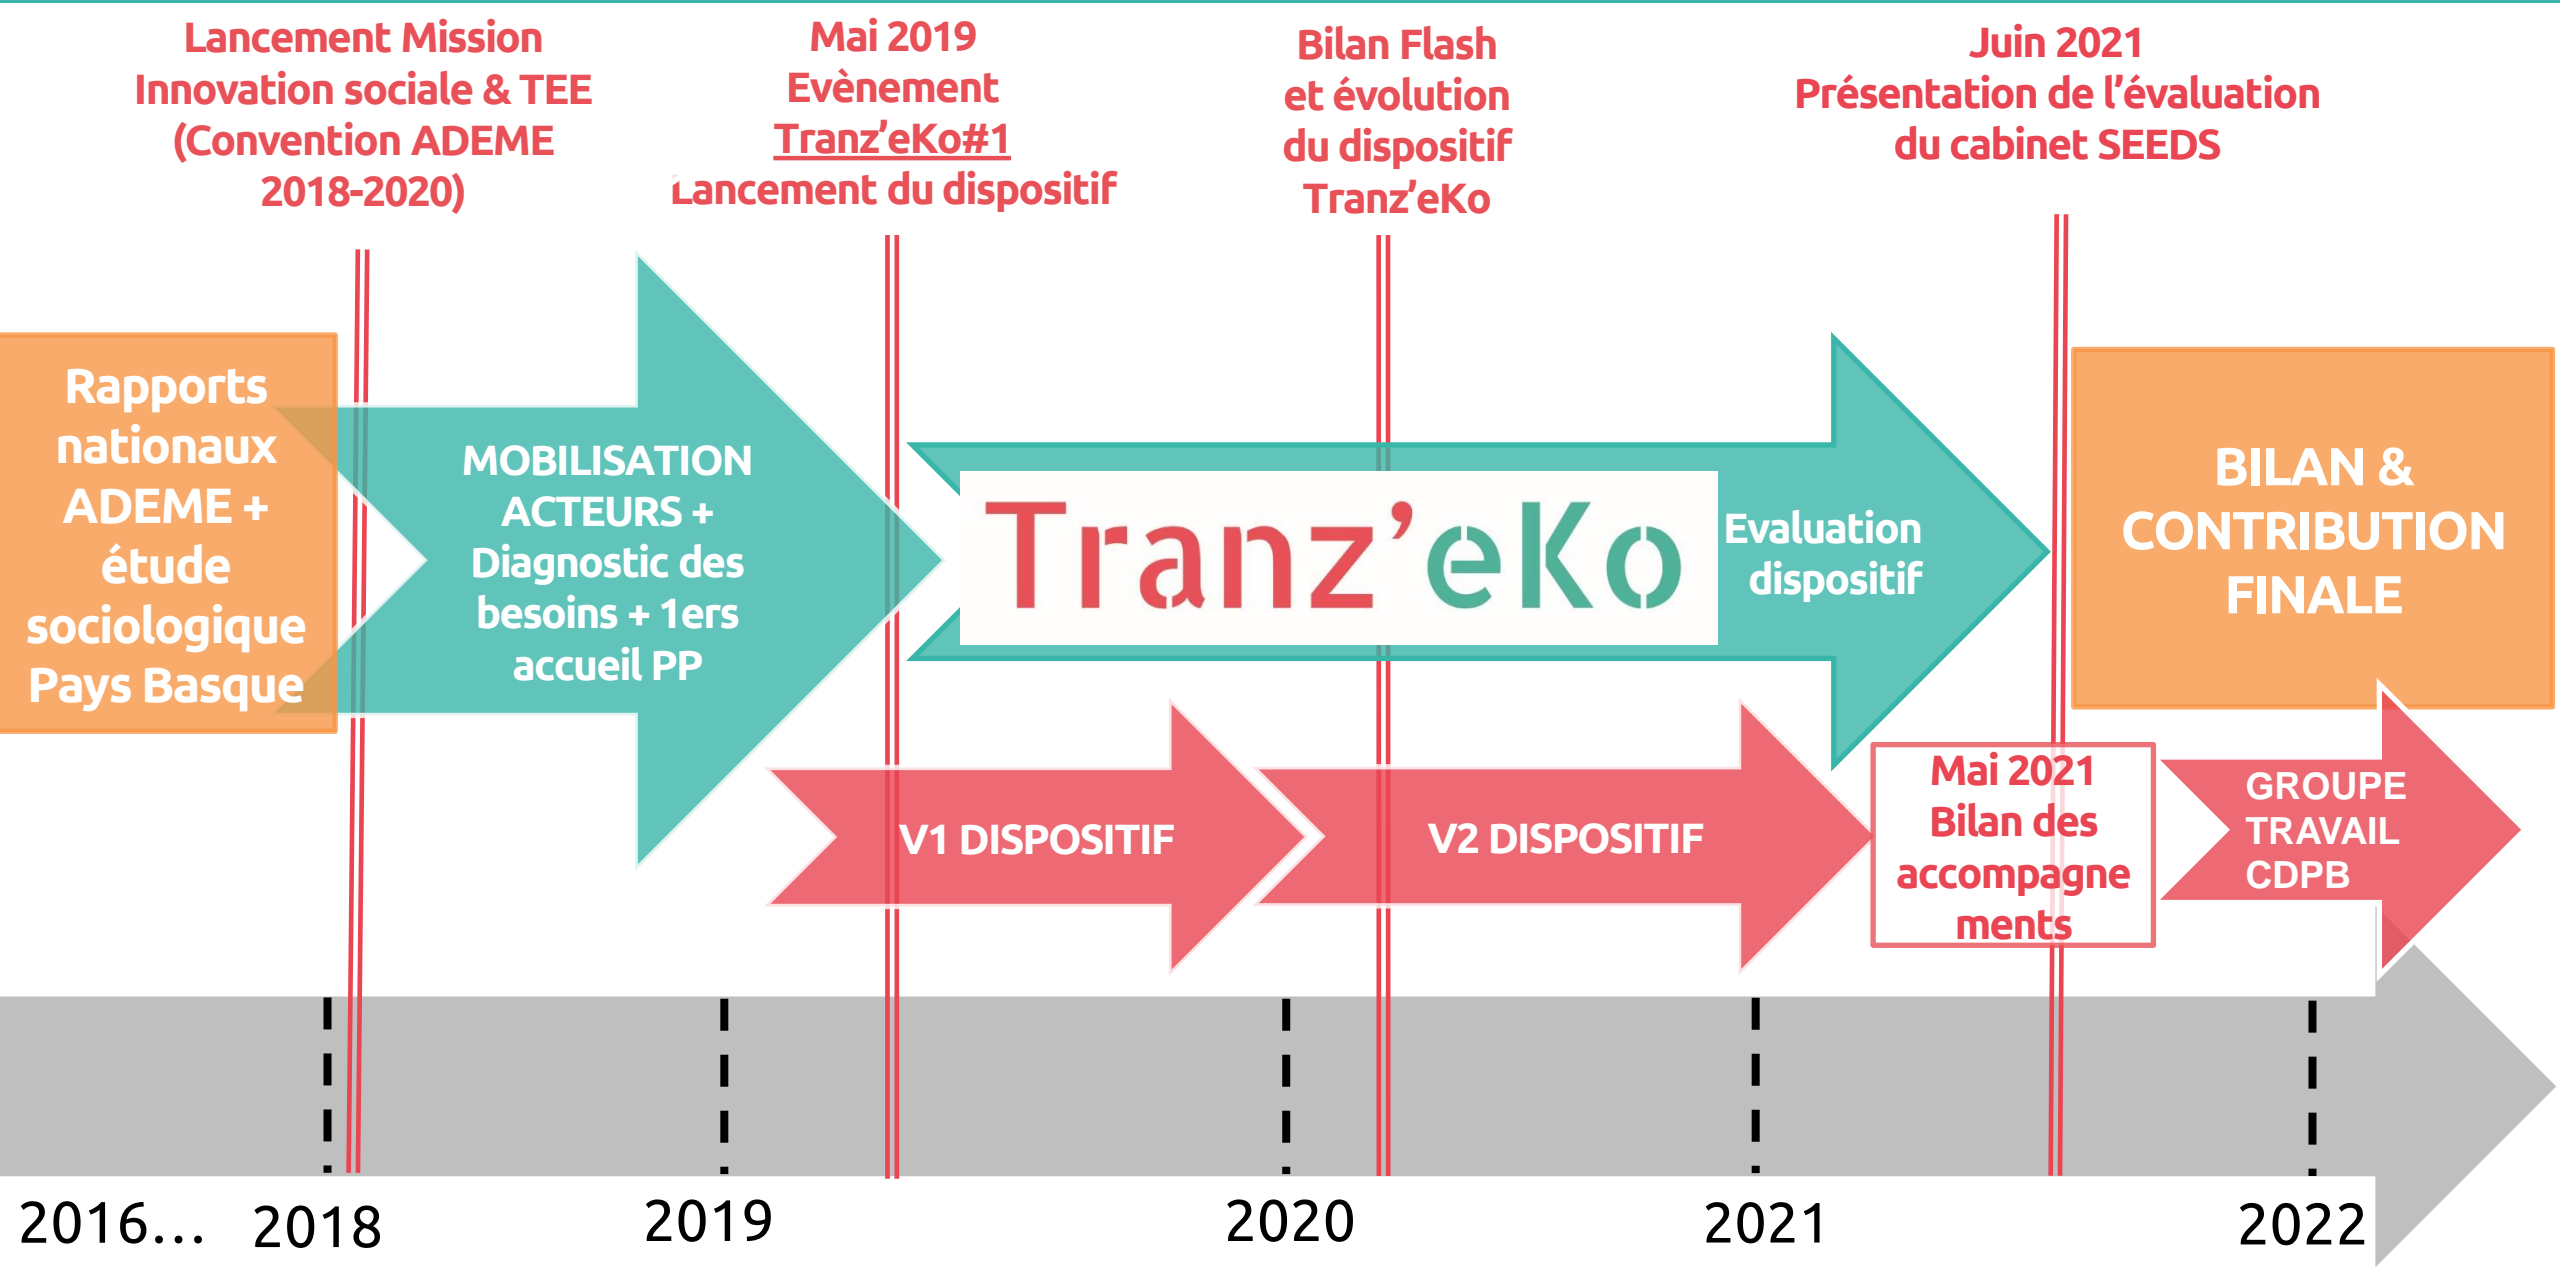 Lancement Mission
Innovation sociale & TEE
(Convention ADEME
2018-2020)
Mai 2019
Evènement
Tranz’eKo#1
Lancement du dispositif
Bilan Flash
et évolution
du dispositif
Tranz’eKo
Juin 2021
Présentation de l’évaluation
du cabinet SEEDS
Rapports
nationaux
ADEME +
étude
sociologique
Pays Basque
MOBILISATION
ACTEURS +
Diagnostic des
besoins + 1ers
accueil PP
Tranz’eKo
Evaluation
dispositif
BILAN &
CONTRIBUTION
FINALE
V1 DISPOSITIF
V2 DISPOSITIF
Mai 2021
Bilan des
accompagne
ments
GROUPE
TRAVAIL
CDPB
2016...
2018
2019
2020
2021
2022